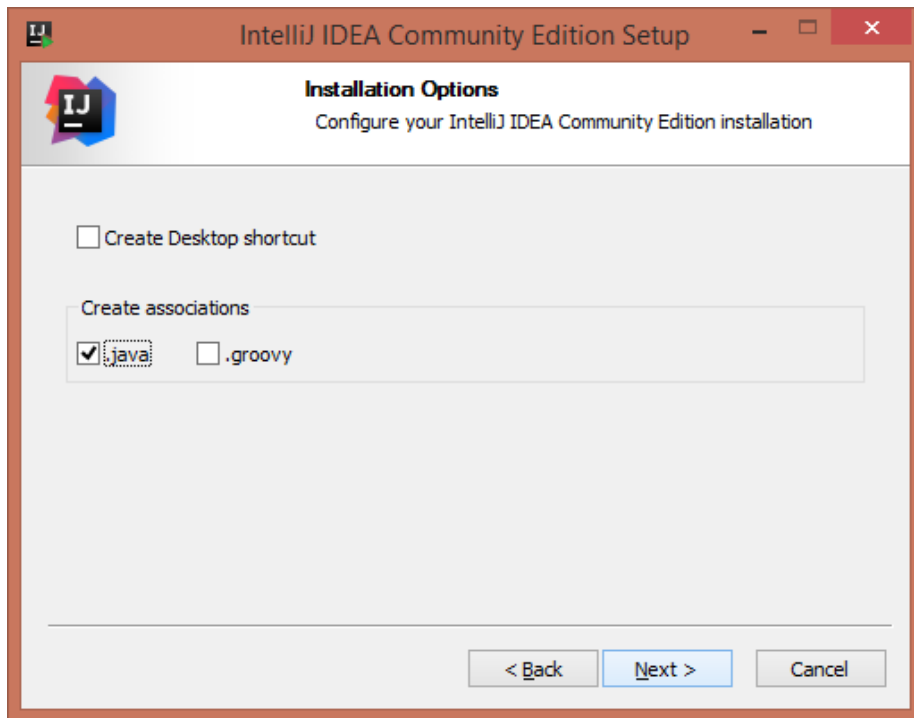 IJ
IntelliJ IDEA Community Edition Setup
IJ
Installation Options
Configure your IntelliJ IDEA Community Edition installation
Create Desktop shortcut
Create associations
.java .groovy
< Back Next > Cancel